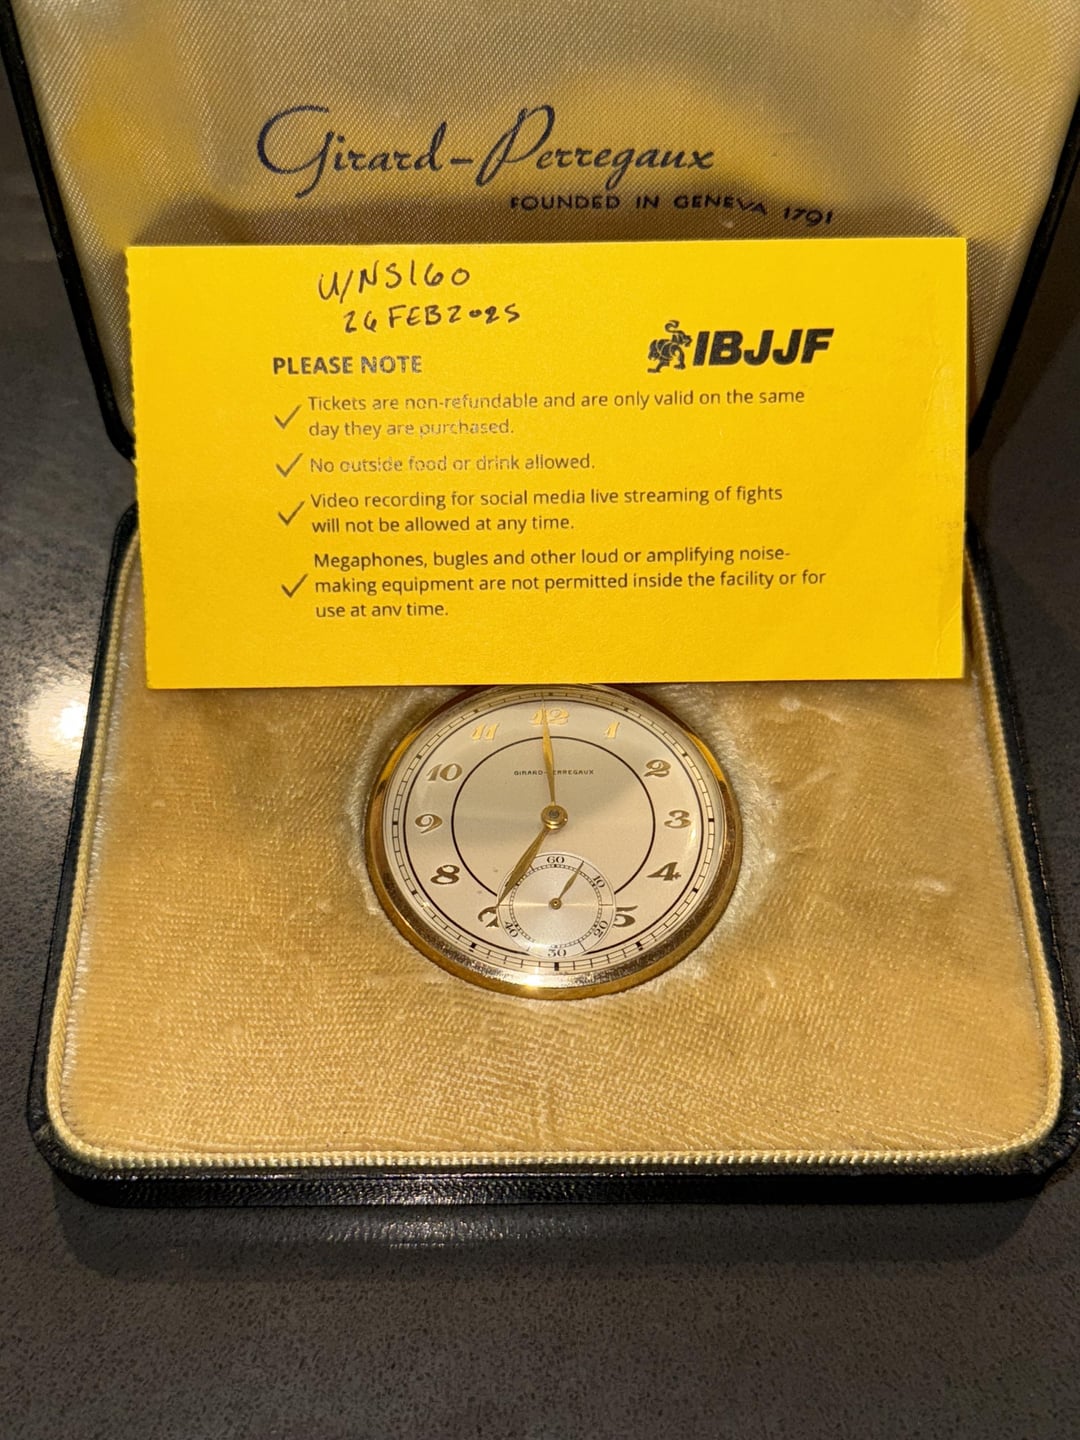 Girard-Perregaux
FOUNDED IN GENEVA 1791
U/NS160
26 FEB 2025
IBJJF
PLEASE NOTE
Tickets are non-refundable and are only valid on the same
day they are purchased.
No outside food or drink allowed.
Video recording for social media live streaming of fights
will not be allowed at any time.
Megaphones, bugles and other loud or amplifying noise-
making equipment are not permitted inside the facility or for
use at any time.
11 12 1
10 2
GIRARD-PERREGAUX
9 3
8 4
60
10
5
40 20
30